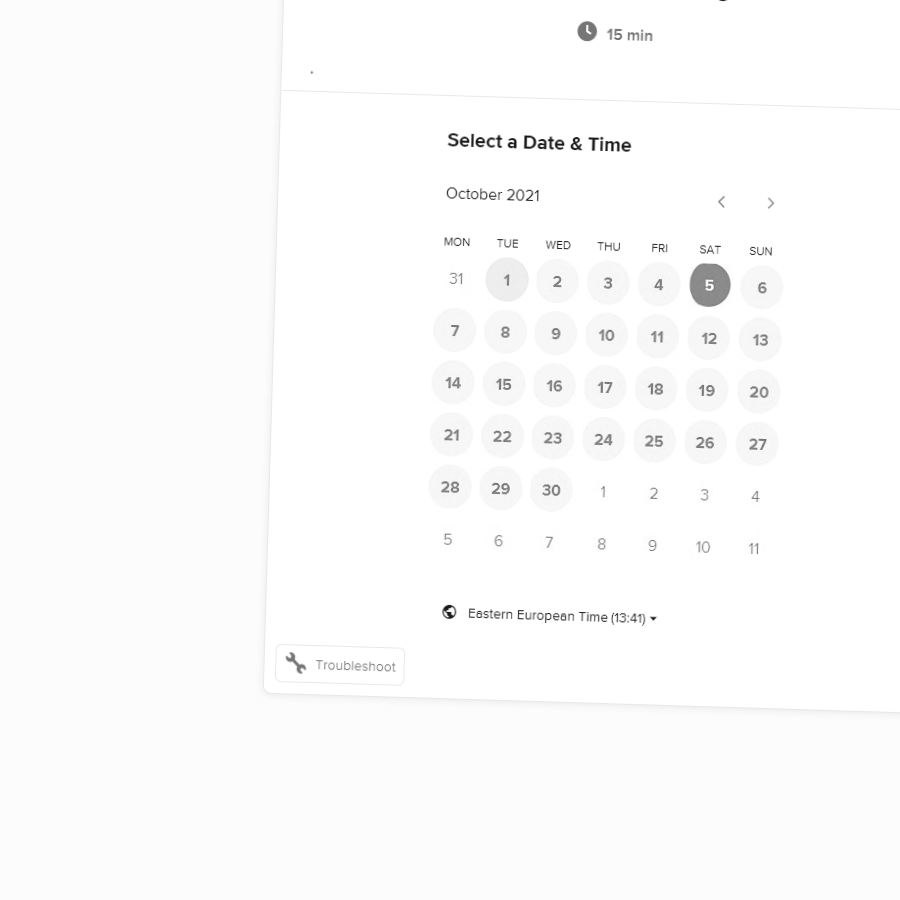 15 min
.
Select a Date & Time
October 2021
MON TUE WED THU FRI SAT SUN
31 1 2 3 4 5 6
7 8 9 10 11 12 13
14 15 16 17 18 19 20
21 22 23 24 25 26 27
28 29 30 1 2 3 4
5 6 7 8 9 10 11
Eastern European Time (13:41)
Troubleshoot